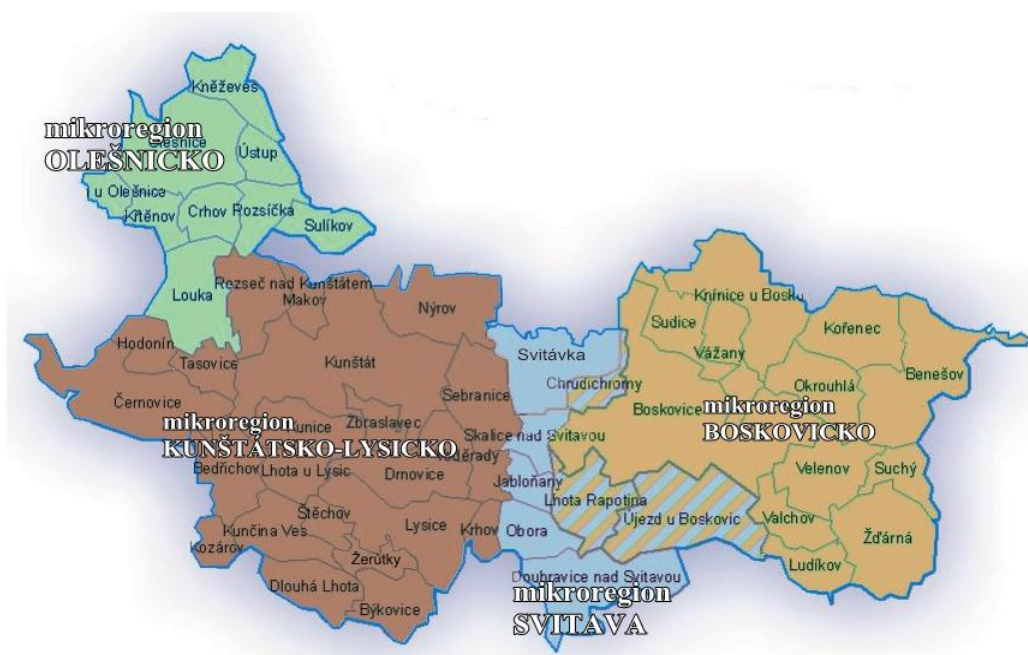 Kněževes
mikroregion
OLEŠNICKO
Olešnice
Ústup
u Olešnice
Křtěnov
Crhov
Rozsíčka
Sulíkov
Louka
Rozseč nad Kunštátem
Makov
Nýrov
Hodonín
Tasovice
Kunštát
Černovice
Sebranice
mikroregion
KUNŠTÁTSKO-LYSICKO
Zbraslavec
Bedřichov
Lhota u Lysic
Drnovice
Štěchov
Kunčina Ves
Kozárov
Lysice
Krhov
Žerůtky
Dlouhá Lhota
Býkovice
Svitávka
Chrudichromy
Skalice nad Svitavou
Jabloňany
Obora
Lhota Rapotina
Újezd u Boskovic
Doubravice nad Svitavou
mikroregion
SVITAVA
Knínice u Bosku
Sudice
Vážany
Kořenec
Benešov
Okrouhlá
Boskovice
mikroregion
BOSKOVICKO
Velenov
Suchý
Valchov
Žďárná
Ludíkov